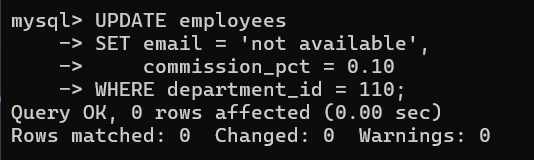 mysql> UPDATE employees
    -> SET email = 'not available',
    ->     commission_pct = 0.10
    -> WHERE department_id = 110;
Query OK, 0 rows affected (0.00 sec)
Rows matched: 0  Changed: 0  Warnings: 0